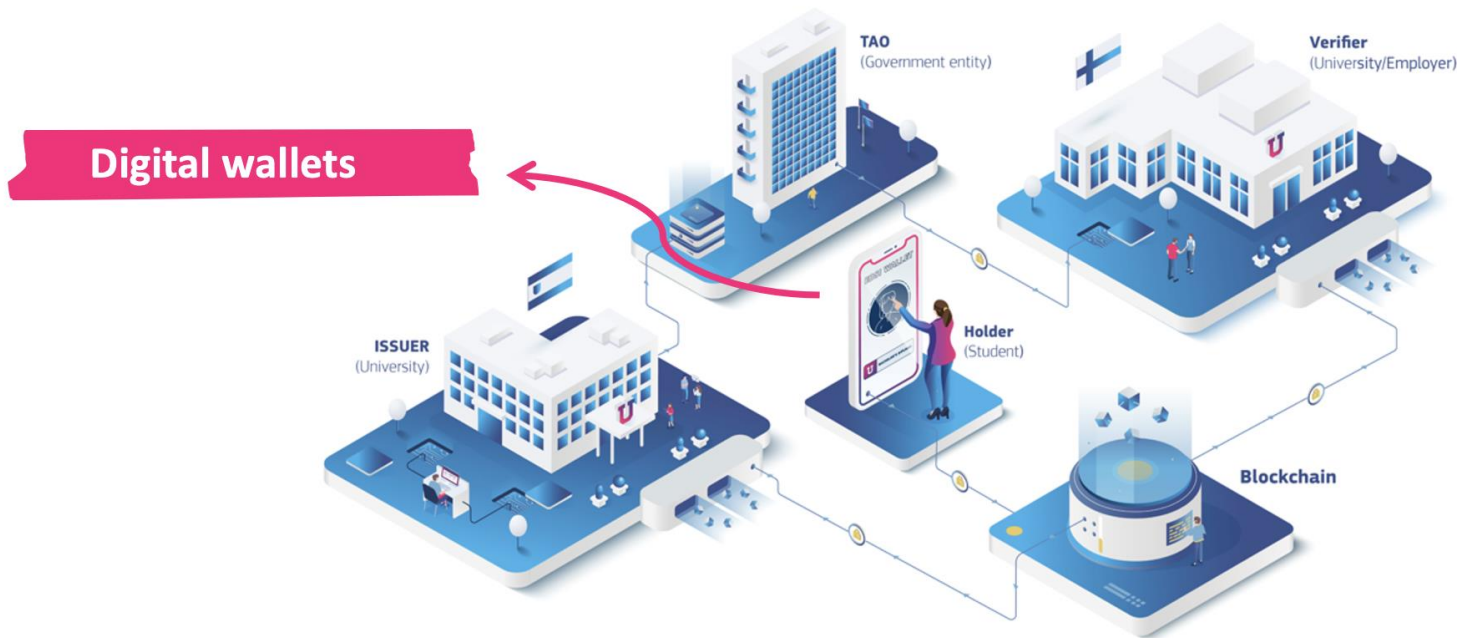 TAO
(Government entity)
Verifier
(University/Employer)
Digital wallets
ISSUER
(University)
Holder
(Student)
Blockchain
U
U
U